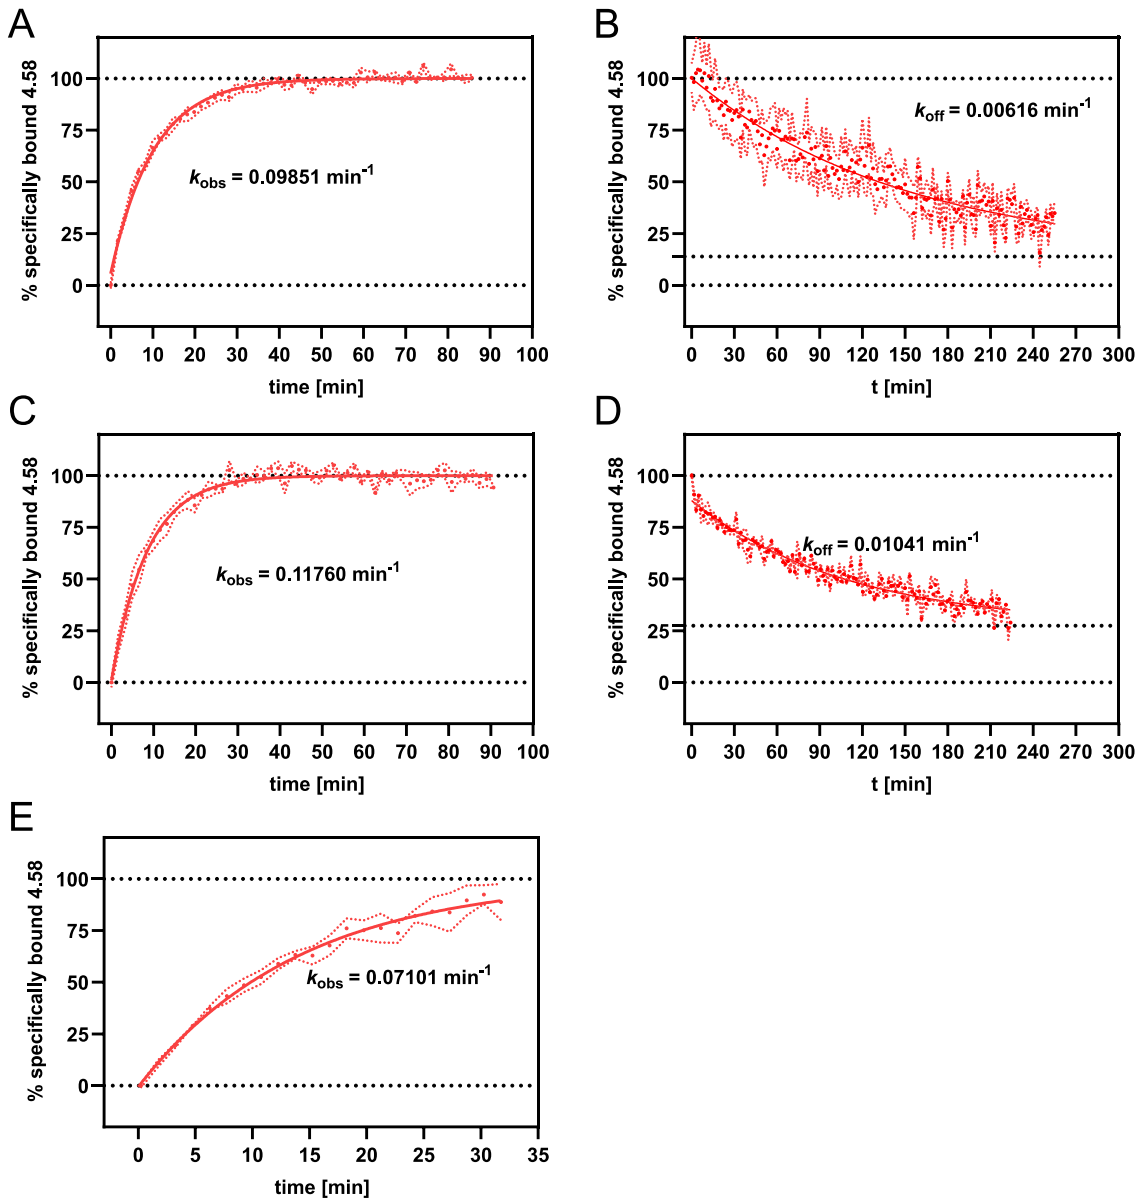 A
% specifically bound 4.58
100
75
50
25
0
k_obs = 0.09851 min⁻¹
0 10 20 30 40 50 60 70 80 90 100
time [min]
B
% specifically bound 4.58
100
75
50
25
0
k_off = 0.00616 min⁻¹
0 30 60 90 120 150 180 210 240 270 300
t [min]
C
% specifically bound 4.58
100
75
50
25
0
k_obs = 0.11760 min⁻¹
0 10 20 30 40 50 60 70 80 90 100
time [min]
D
% specifically bound 4.58
100
75
50
25
0
k_off = 0.01041 min⁻¹
0 30 60 90 120 150 180 210 240 270 300
t [min]
E
% specifically bound 4.58
100
75
50
25
0
k_obs = 0.07101 min⁻¹
0 5 10 15 20 25 30 35
time [min]